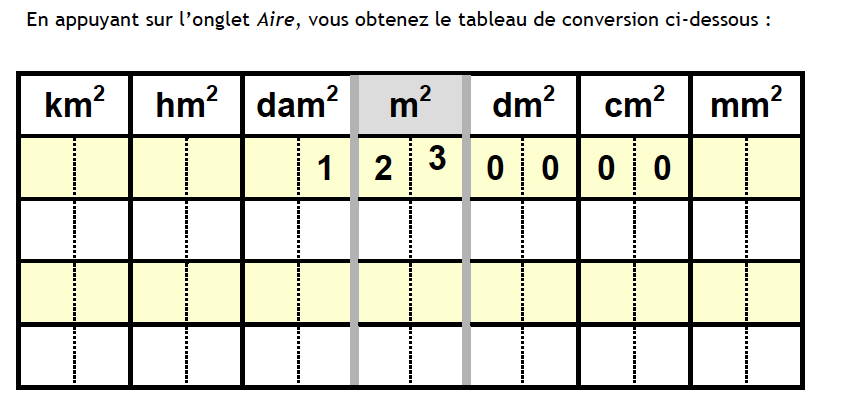 En appuyant sur l’onglet Aire, vous obtenez le tableau de conversion ci-dessous :
km² hm² dam² m² dm² cm² mm²
1 2 3 0 0 0 0